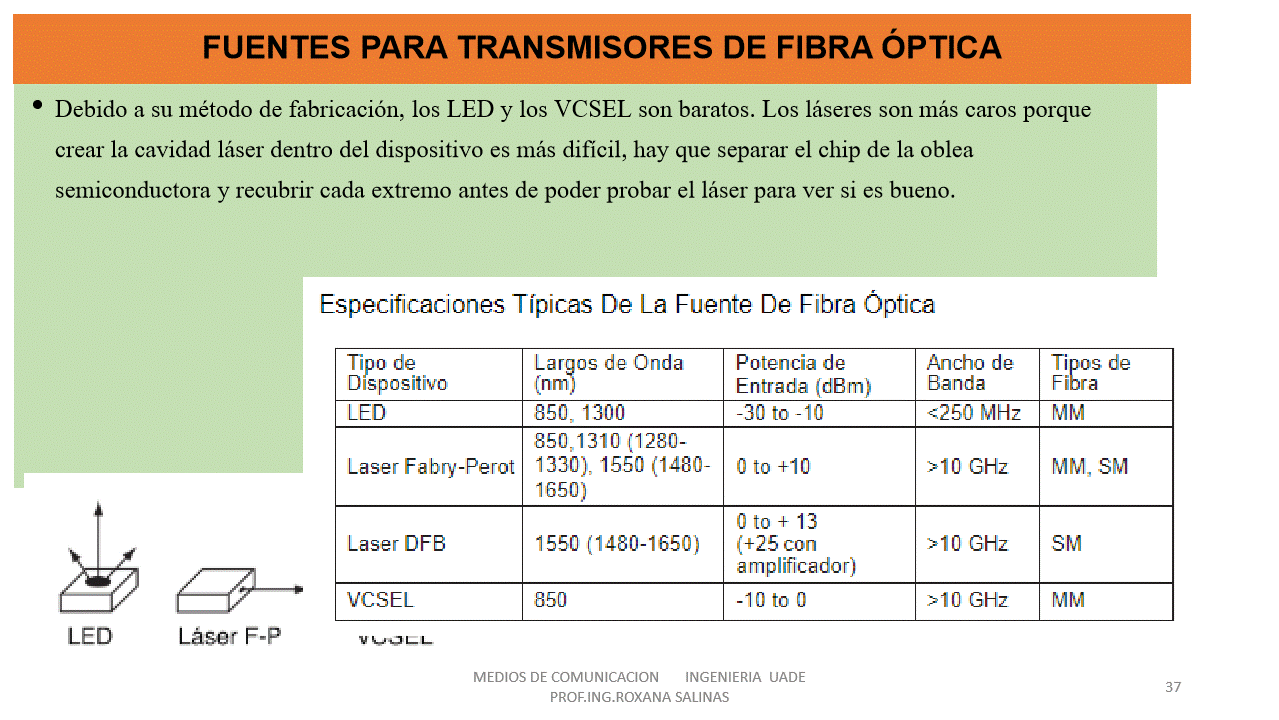 FUENTES PARA TRANSMISORES DE FIBRA ÓPTICA
• Debido a su método de fabricación, los LED y los VCSEL son baratos. Los láseres son más caros porque
crear la cavidad láser dentro del dispositivo es más difícil, hay que separar el chip de la oblea
semiconductora y recubrir cada extremo antes de poder probar el láser para ver si es bueno.
Especificaciones Típicas De La Fuente De Fibra Óptica
Tipo de Dispositivo Largos de Onda (nm) Potencia de Entrada (dBm) Ancho de Banda Tipos de Fibra
LED 850, 1300 -30 to -10 <250 MHz MM
Laser Fabry-Perot 850,1310 (1280-1330), 1550 (1480-1650) 0 to +10 >10 GHz MM, SM
Laser DFB 1550 (1480-1650) 0 to + 13 (+25 con amplificador) >10 GHz SM
VCSEL 850 -10 to 0 >10 GHz MM
LED Láser F-P VCSEL
MEDIOS DE COMUNICACION INGENIERIA UADE
PROF.ING.ROXANA SALINAS
37